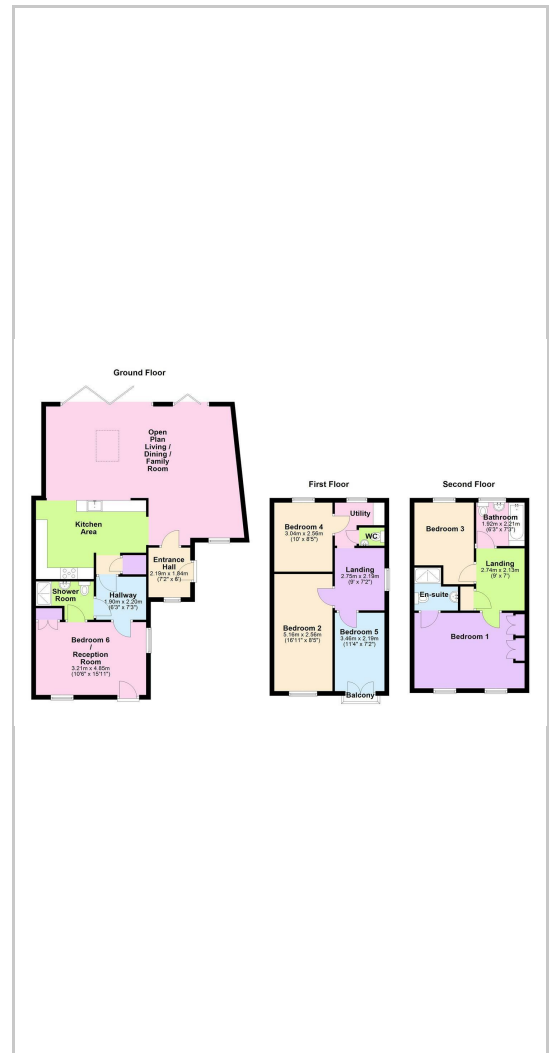 Ground Floor
Open
Plan
Living /
Dining /
Family
Room
Kitchen
Area
Entrance
Hall
2.19m x 1.84m
(7'2" x 6')
Shower
Room
Hallway
1.90m x 2.20m
(6'3" x 7'3")
Bedroom 6
/
Reception
Room
3.21m x 4.85m
(10'6" x 15'11")
First Floor
Bedroom 4
3.04m x 2.56m
(10' x 8'5")
Utility
WC
Landing
2.75m x 2.19m
(9' x 7'2")
Bedroom 2
5.16m x 2.56m
(16'11" x 8'5")
Bedroom 5
3.46m x 2.19m
(11'4" x 7'2")
Balcony
Second Floor
Bedroom 3
Bathroom
1.92m x 2.21m
(6'3" x 7'3")
Landing
2.74m x 2.13m
(9' x 7')
En-suite
Bedroom 1